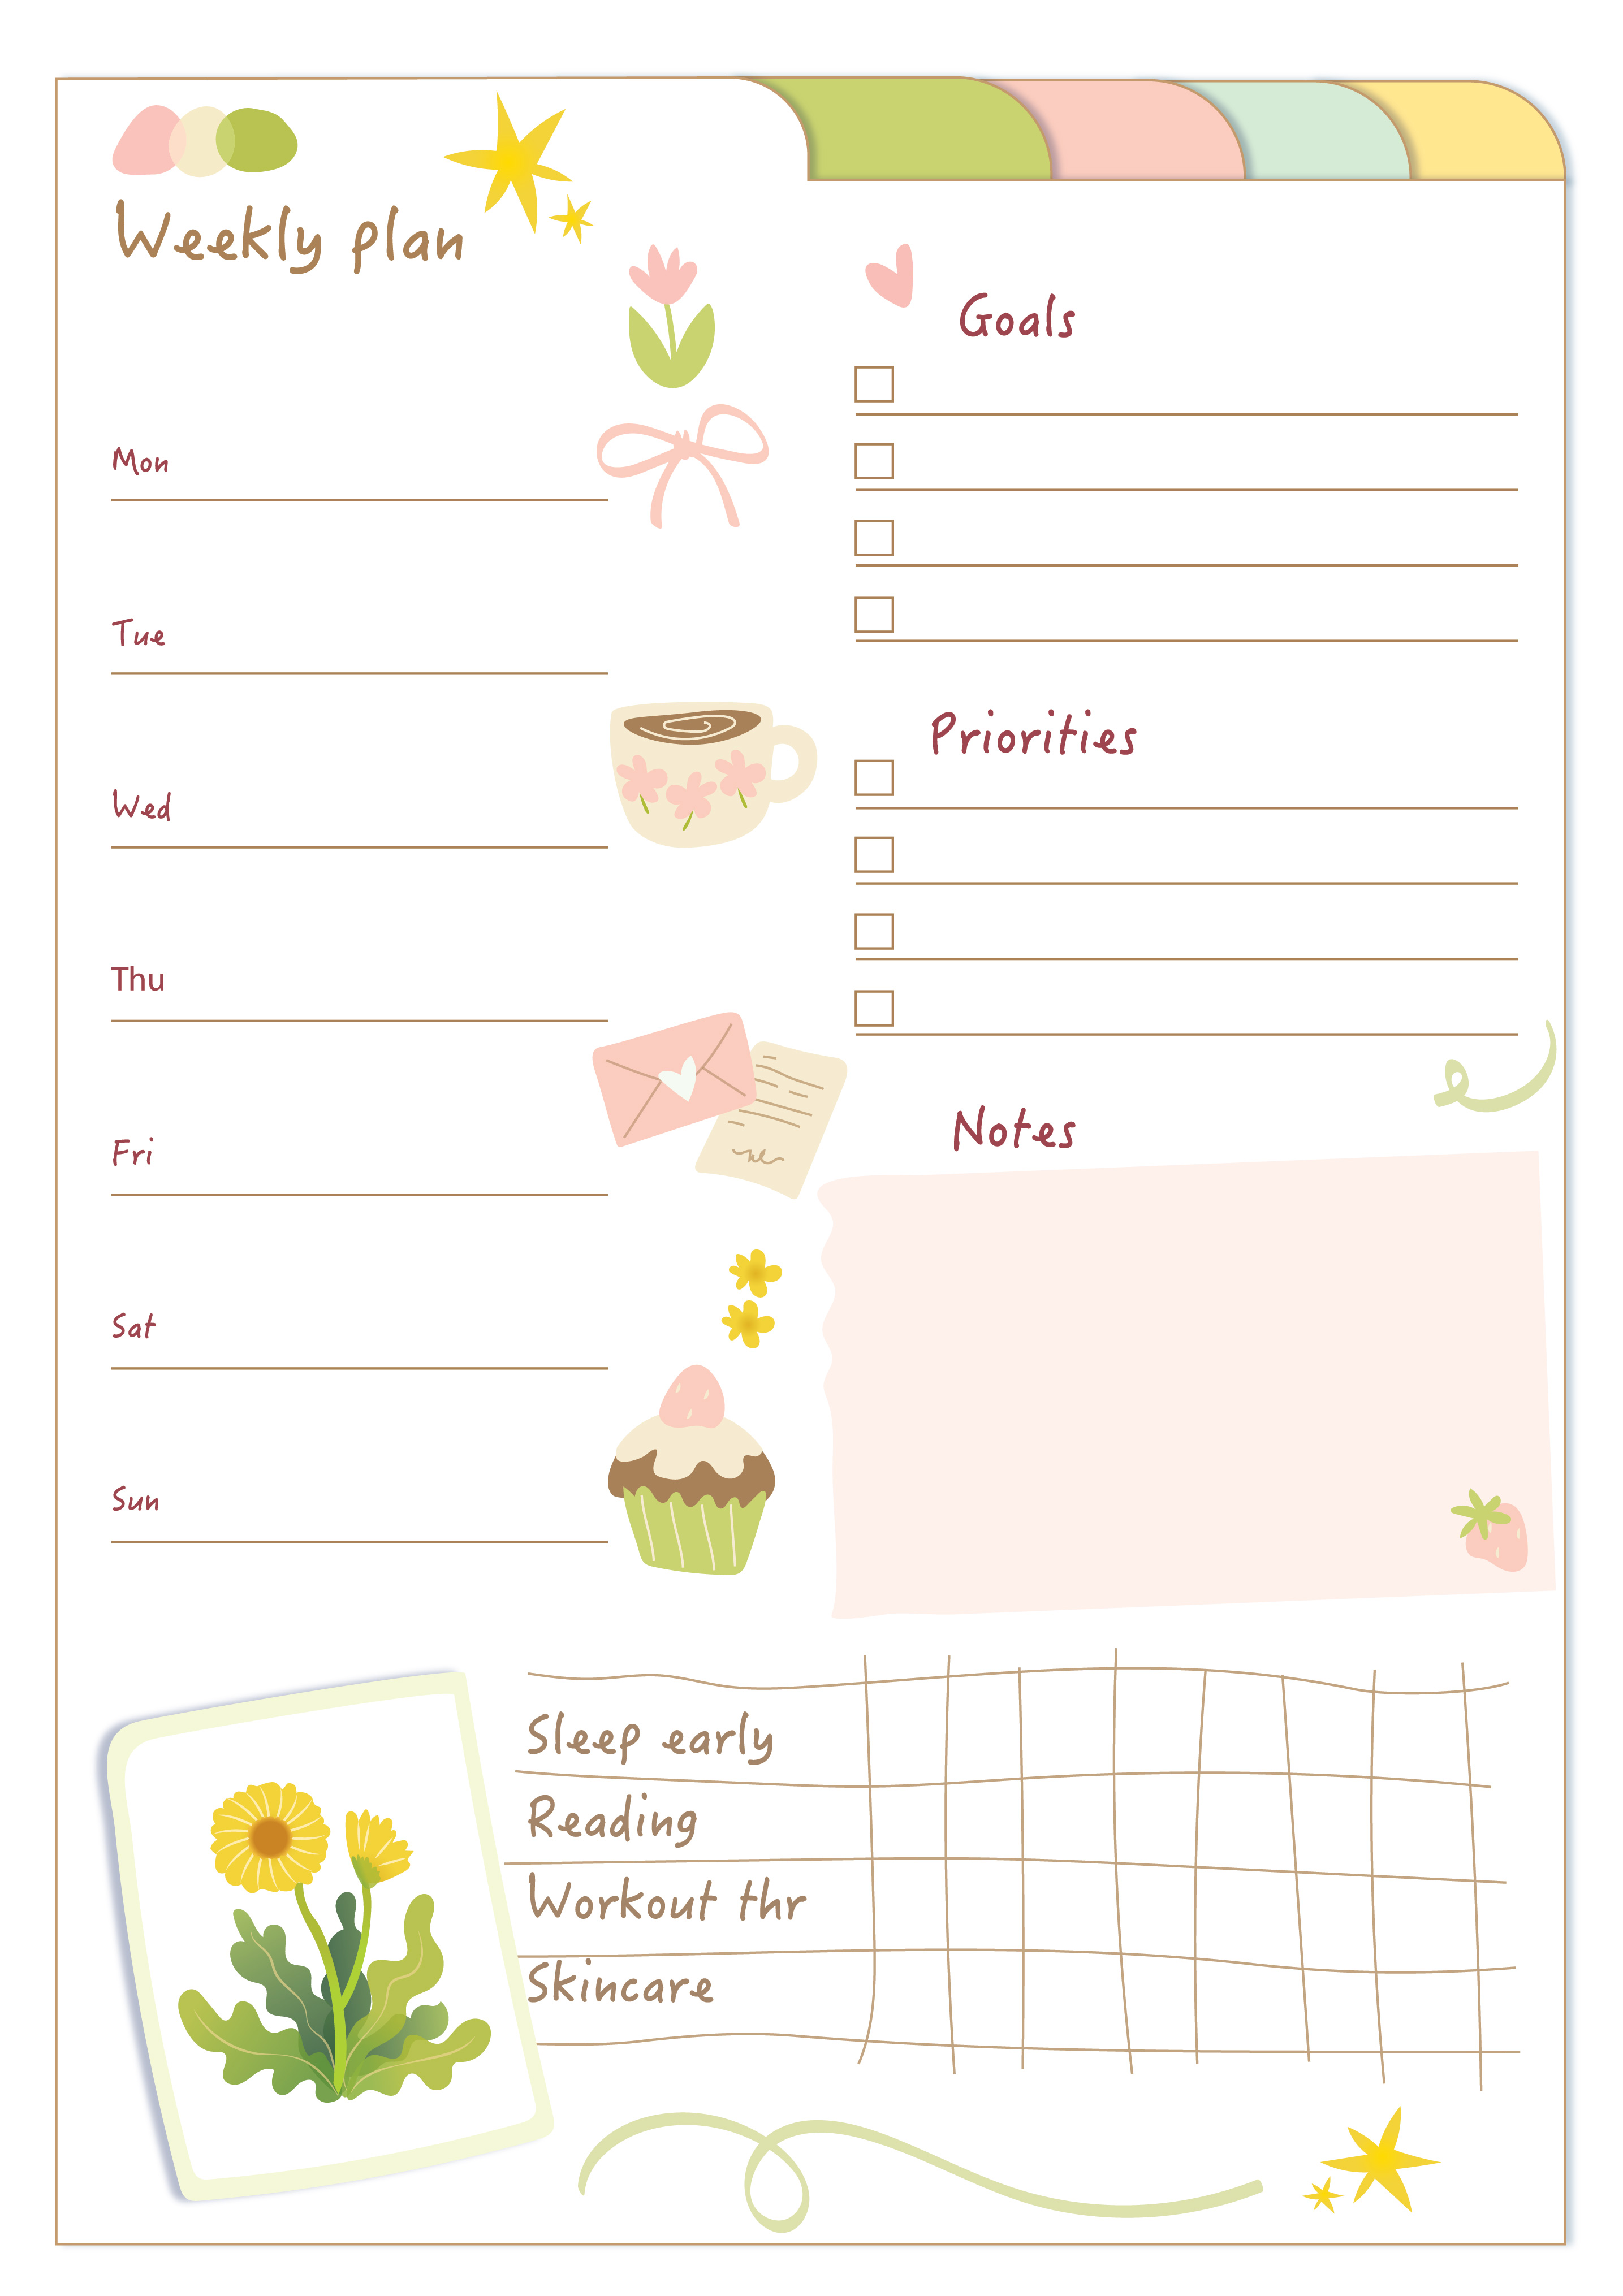 Weekly plan
Mon
Tue
Wed
Thu
Fri
Sat
Sun
Goals
Priorities
Notes
Sleep early
Reading
Workout thr
Skincare